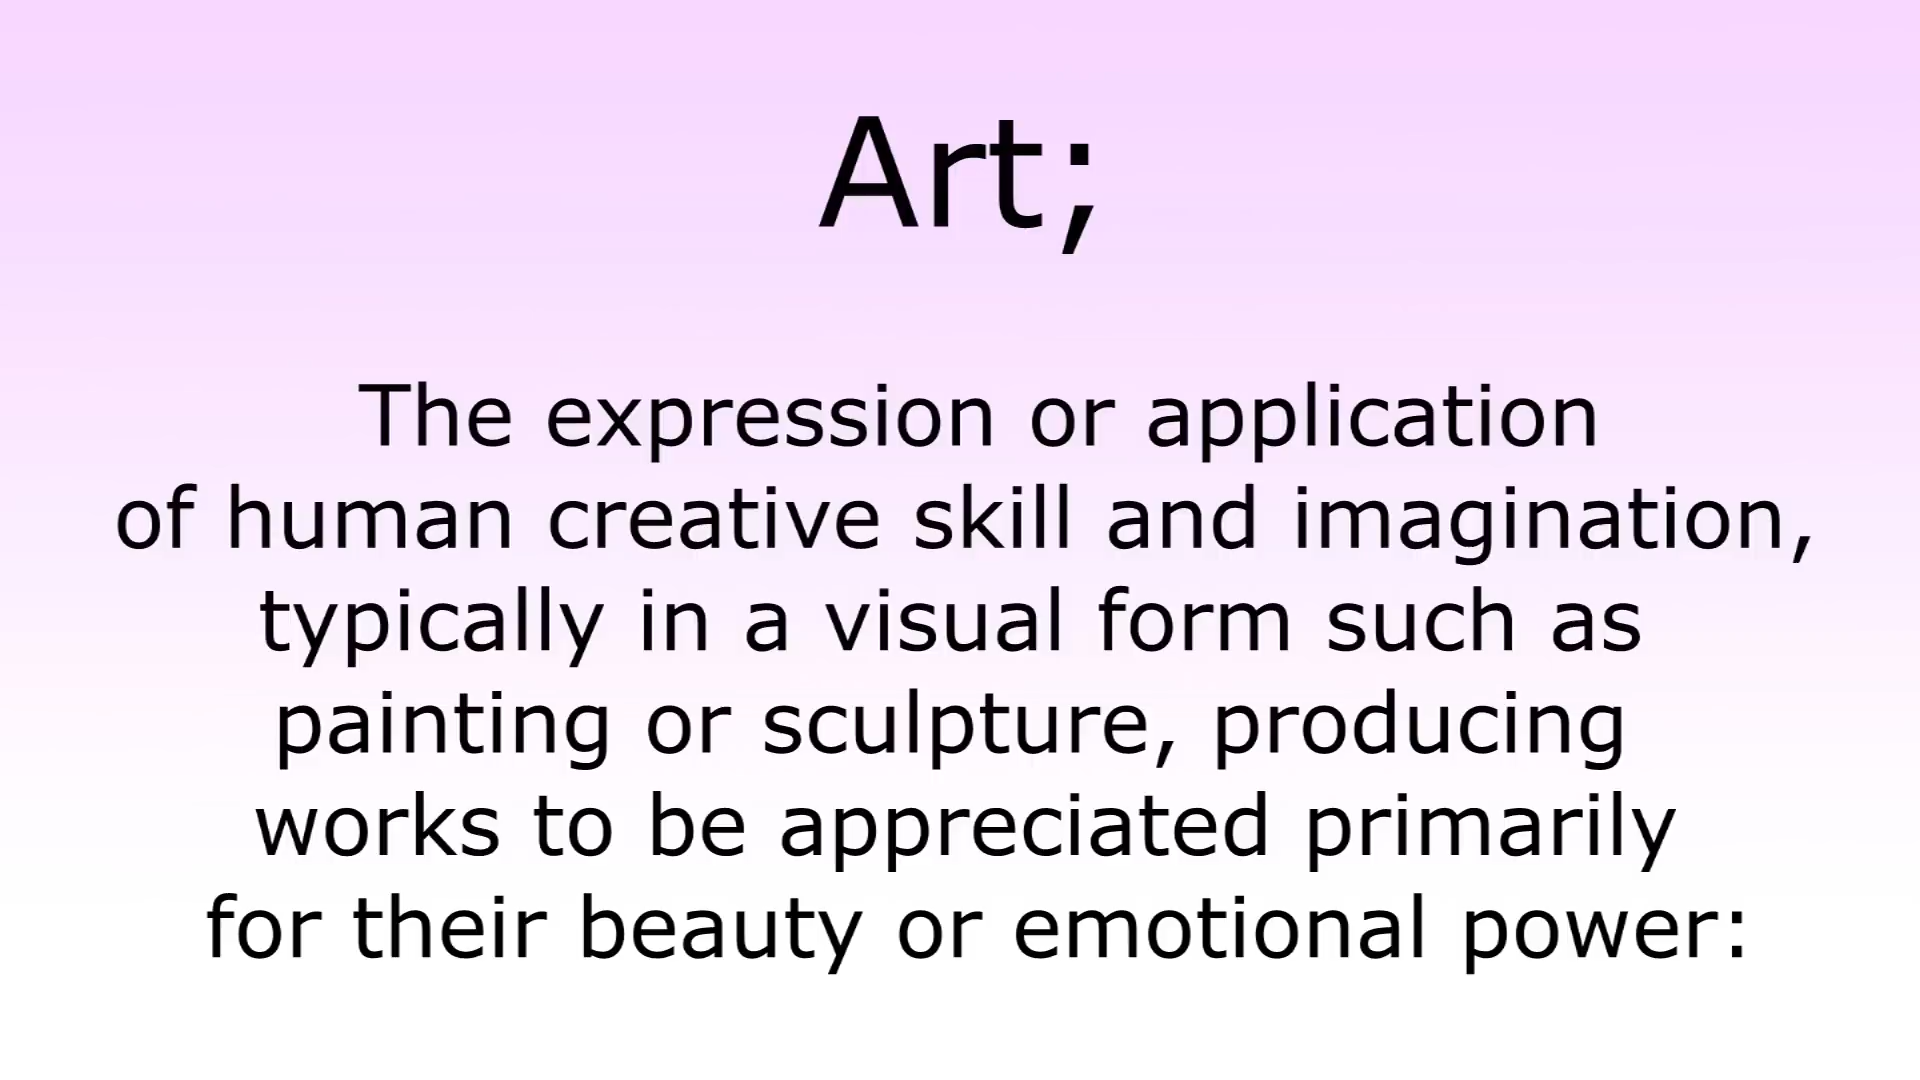 Art;
The expression or application
of human creative skill and imagination,
typically in a visual form such as
painting or sculpture, producing
works to be appreciated primarily
for their beauty or emotional power: